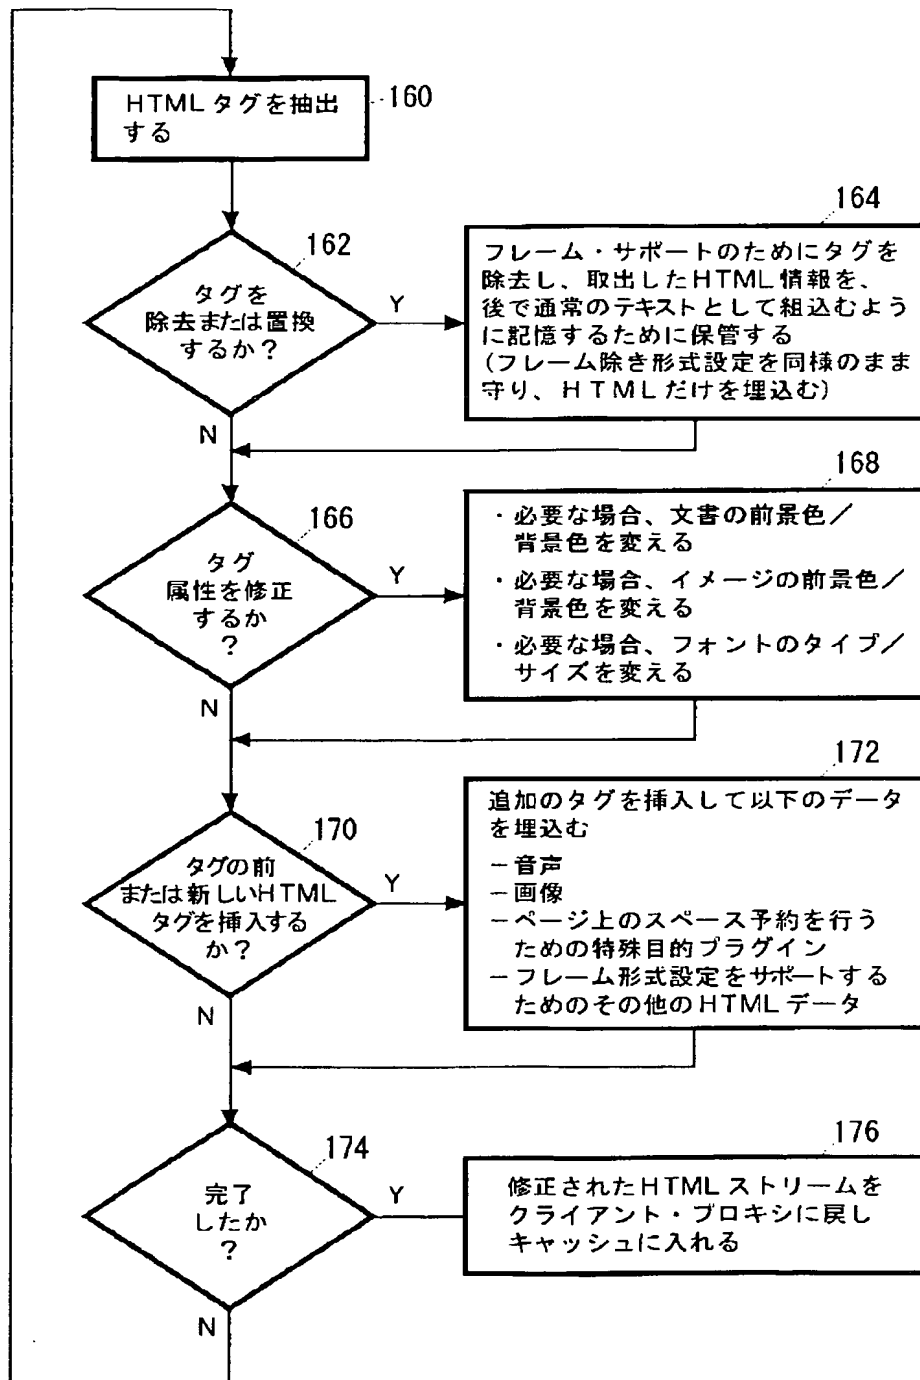 HTMLタグを抽出
する
160
164
162
タグを
除去または置換
するか?
Y
フレーム・サポートのためにタグを
除去し、取出したHTML情報を、
後で通常のテキストとして組込むよう
に記憶するために保管する
(フレーム除き形式設定を同様のまま
守り、HTMLだけを埋込む)
N
168
166
タグ
属性を修正
するか
?
Y
・必要な場合、文書の前景色/
背景色を変える
・必要な場合、イメージの前景色/
背景色を変える
・必要な場合、フォントのタイプ/
サイズを変える
N
172
170
タグの前
または新しいHTML
タグを挿入する
か?
Y
追加のタグを挿入して以下のデータ
を埋込む
-音声
-画像
-ページ上のスペース予約を行う
ための特殊目的プラグイン
-フレーム形式設定をサポートする
ためのその他のHTMLデータ
N
176
174
完了
したか
?
Y
修正されたHTMLストリームを
クライアント・プロキシに戻し
キャッシュに入れる
N